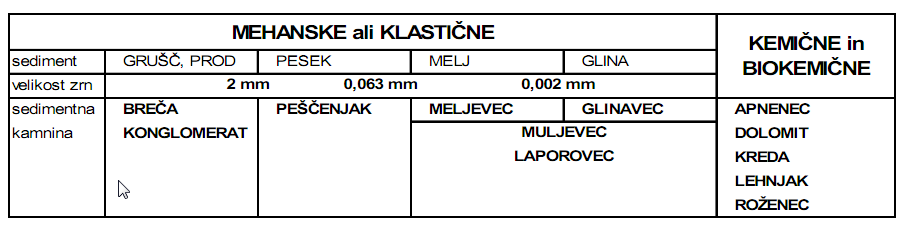 MEHANSKE ali KLASTIČNE
KEMIČNE in
BIOKEMIČNE
sediment GRUŠČ, PROD PESEK MELJ GLINA
velikost zrn 2 mm 0,063 mm 0,002 mm
sedimentna BREČA PEŠČENJAK MELJEVEC GLINAVEC APNENEC
kamnina KONGLOMERAT MULJEVEC DOLOMIT
LAPOROVEC KREDA
LEHNJAK
ROŽENEC